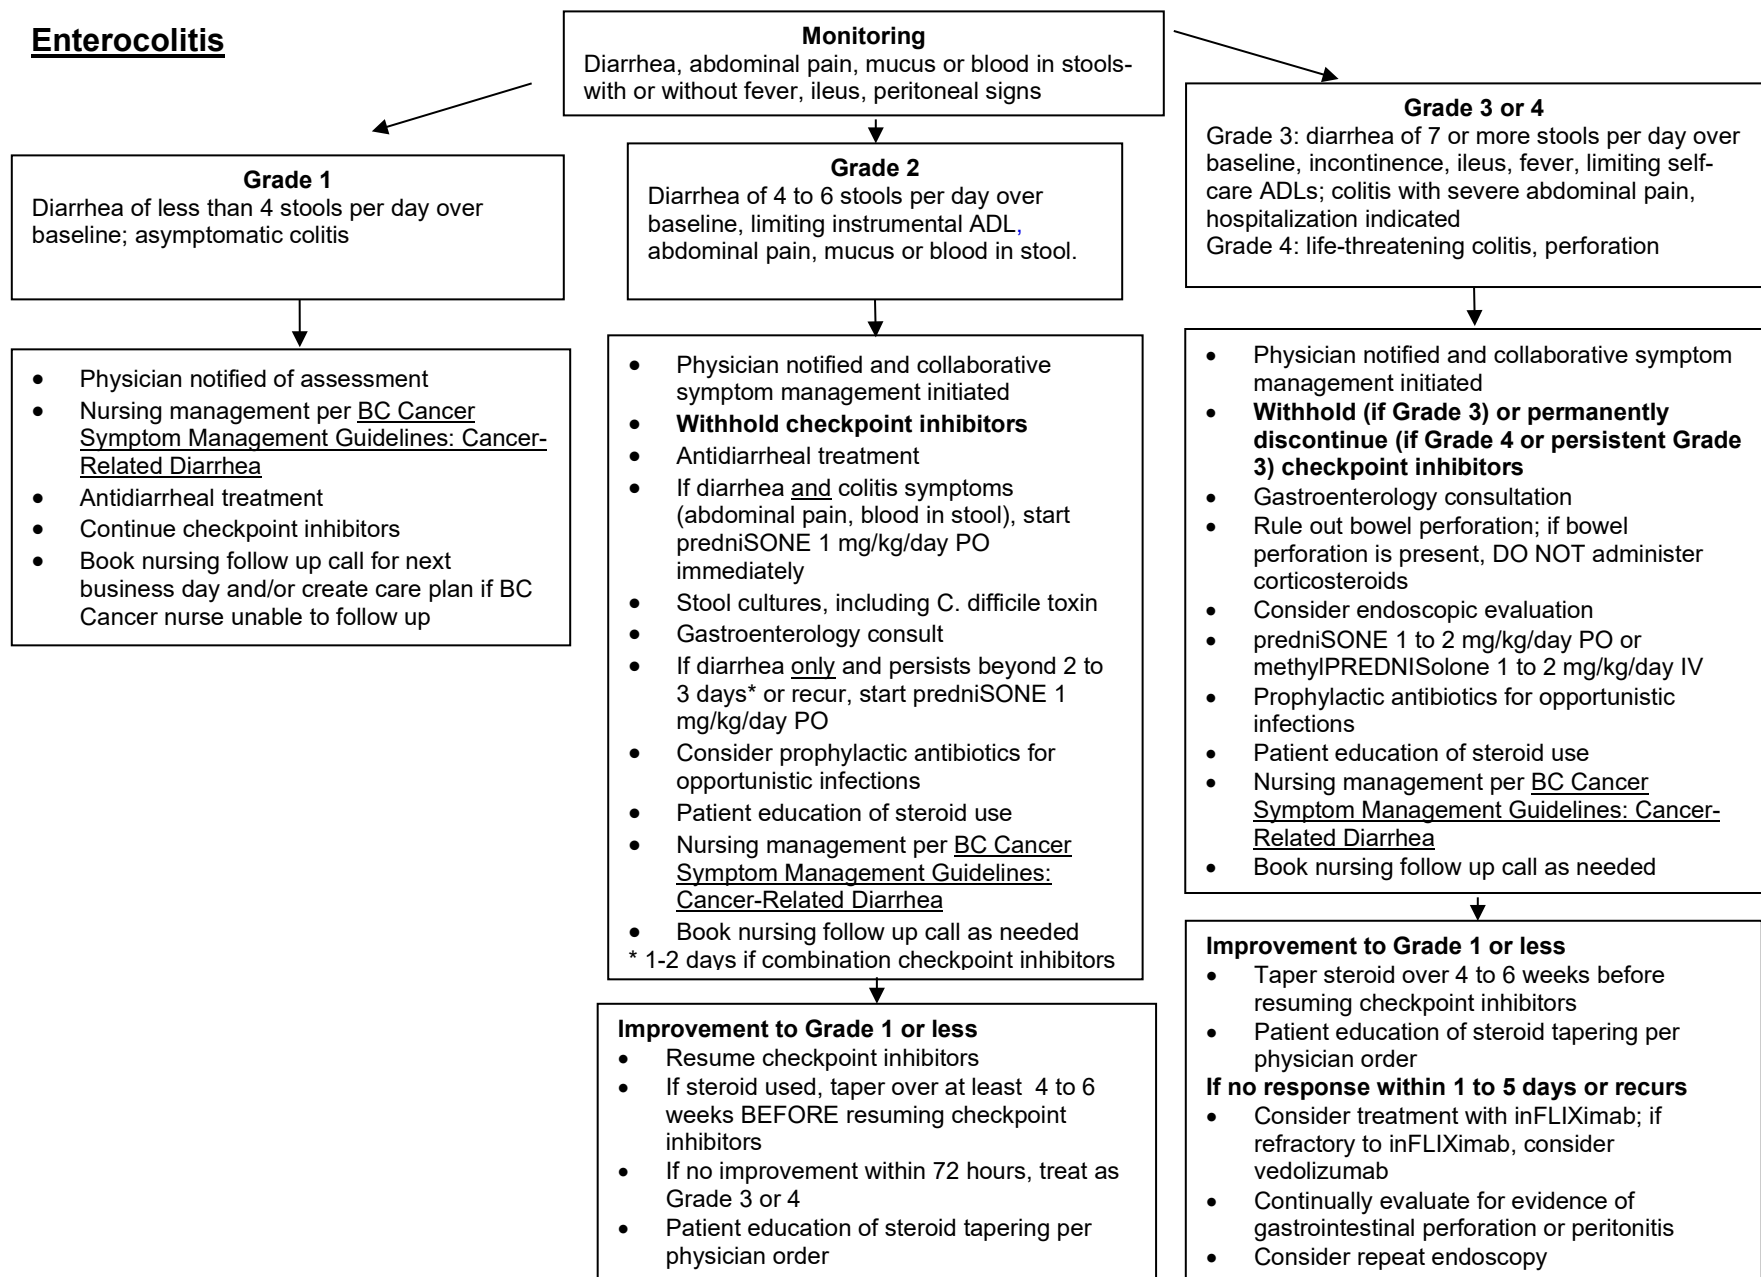 Enterocolitis
Monitoring
Diarrhea, abdominal pain, mucus or blood in stools-
with or without fever, ileus, peritoneal signs
Grade 1
Diarrhea of less than 4 stools per day over
baseline; asymptomatic colitis
• Physician notified of assessment
• Nursing management per BC Cancer
Symptom Management Guidelines: Cancer-
Related Diarrhea
• Antidiarrheal treatment
• Continue checkpoint inhibitors
• Book nursing follow up call for next
business day and/or create care plan if BC
Cancer nurse unable to follow up
Grade 2
Diarrhea of 4 to 6 stools per day over
baseline, limiting instrumental ADL,
abdominal pain, mucus or blood in stool.
• Physician notified and collaborative
symptom management initiated
• Withhold checkpoint inhibitors
• Antidiarrheal treatment
• If diarrhea and colitis symptoms
(abdominal pain, blood in stool), start
predniSONE 1 mg/kg/day PO
immediately
• Stool cultures, including C. difficile toxin
• Gastroenterology consult
• If diarrhea only and persists beyond 2 to
3 days* or recur, start predniSONE 1
mg/kg/day PO
• Consider prophylactic antibiotics for
opportunistic infections
• Patient education of steroid use
• Nursing management per BC Cancer
Symptom Management Guidelines:
Cancer-Related Diarrhea
• Book nursing follow up call as needed
* 1-2 days if combination checkpoint inhibitors
Improvement to Grade 1 or less
• Resume checkpoint inhibitors
• If steroid used, taper over at least 4 to 6
weeks BEFORE resuming checkpoint
inhibitors
• If no improvement within 72 hours, treat as
Grade 3 or 4
• Patient education of steroid tapering per
physician order
Grade 3 or 4
Grade 3: diarrhea of 7 or more stools per day over
baseline, incontinence, ileus, fever, limiting self-
care ADLs; colitis with severe abdominal pain,
hospitalization indicated
Grade 4: life-threatening colitis, perforation
• Physician notified and collaborative symptom
management initiated
• Withhold (if Grade 3) or permanently
discontinue (if Grade 4 or persistent Grade
3) checkpoint inhibitors
• Gastroenterology consultation
• Rule out bowel perforation; if bowel
perforation is present, DO NOT administer
corticosteroids
• Consider endoscopic evaluation
• predniSONE 1 to 2 mg/kg/day PO or
methylPREDNISolone 1 to 2 mg/kg/day IV
• Prophylactic antibiotics for opportunistic
infections
• Patient education of steroid use
• Nursing management per BC Cancer
Symptom Management Guidelines: Cancer-
Related Diarrhea
• Book nursing follow up call as needed
Improvement to Grade 1 or less
• Taper steroid over 4 to 6 weeks before
resuming checkpoint inhibitors
• Patient education of steroid tapering per
physician order
If no response within 1 to 5 days or recurs
• Consider treatment with inFLIXimab; if
refractory to inFLIXimab, consider
vedolizumab
• Continually evaluate for evidence of
gastrointestinal perforation or peritonitis
• Consider repeat endoscopy